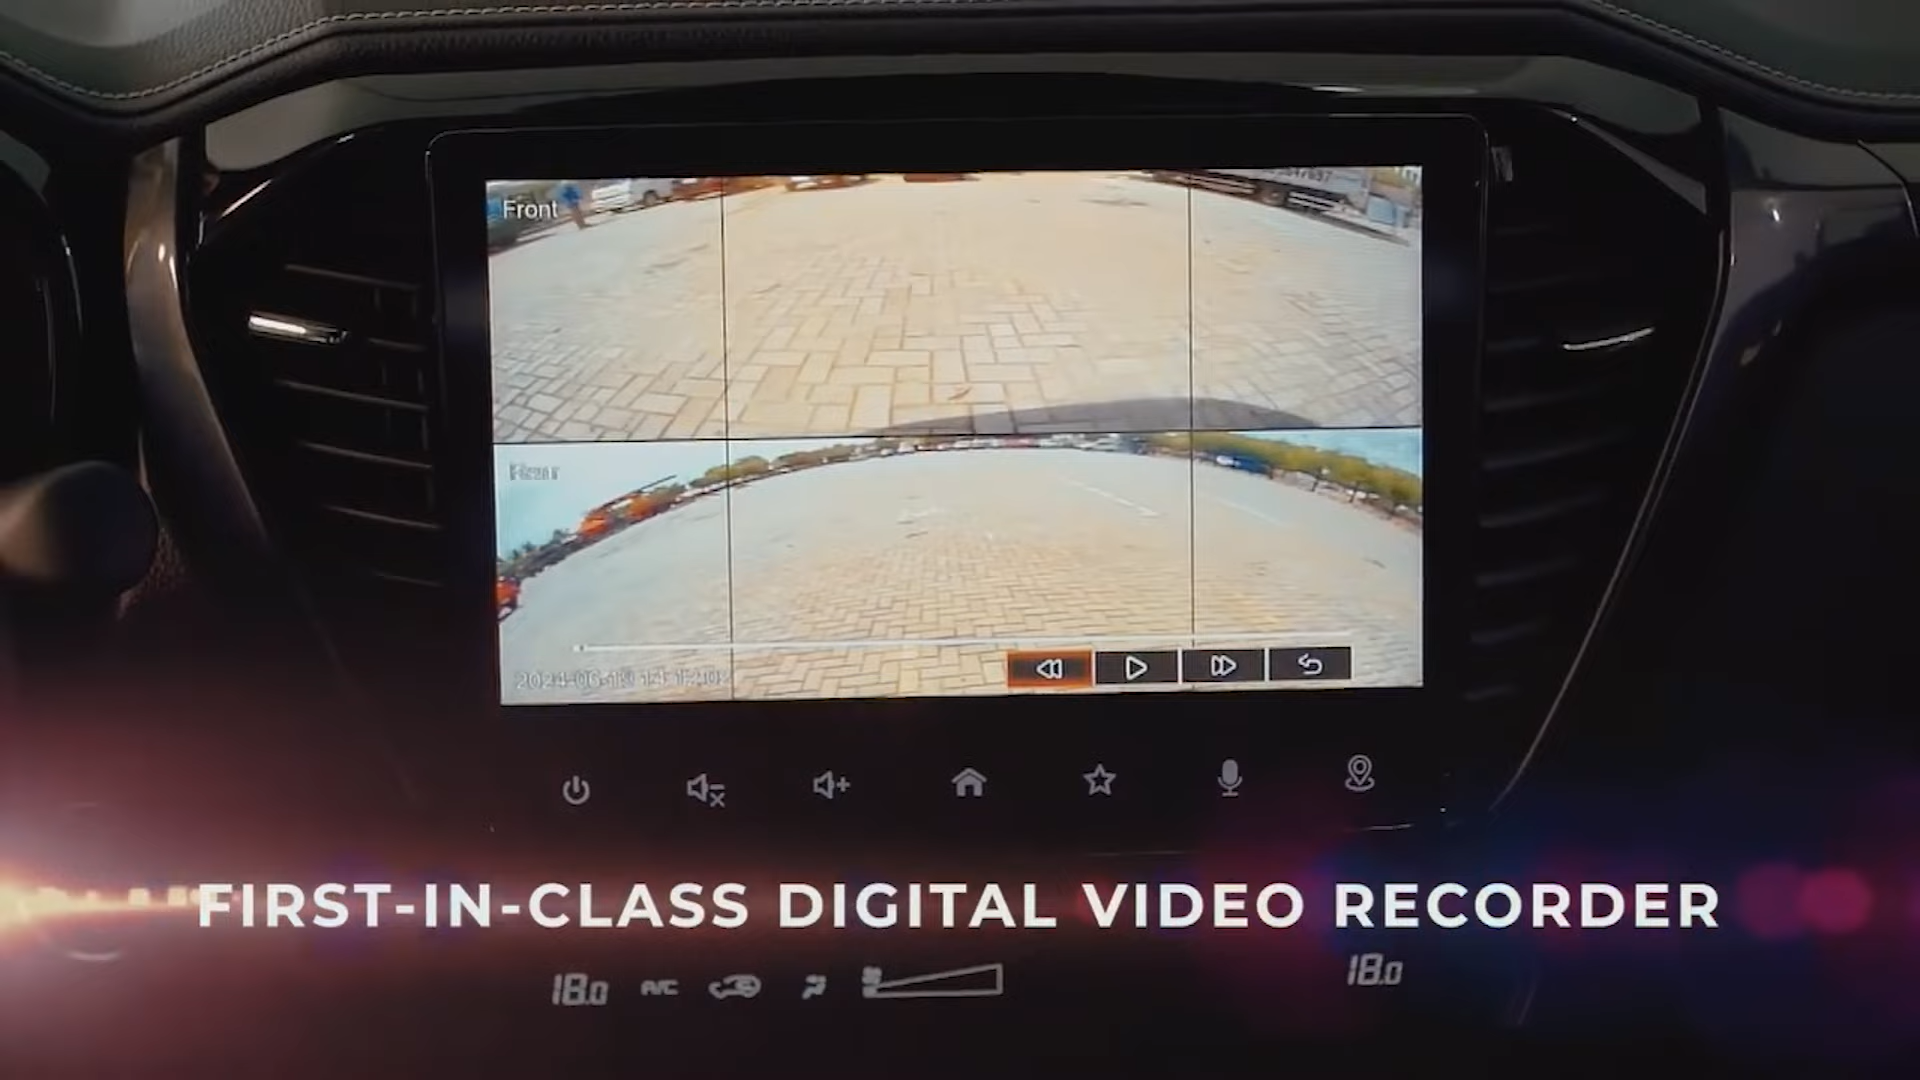 Front
Rear
FIRST-IN-CLASS DIGITAL VIDEO RECORDER
18.0 A/C
18.0